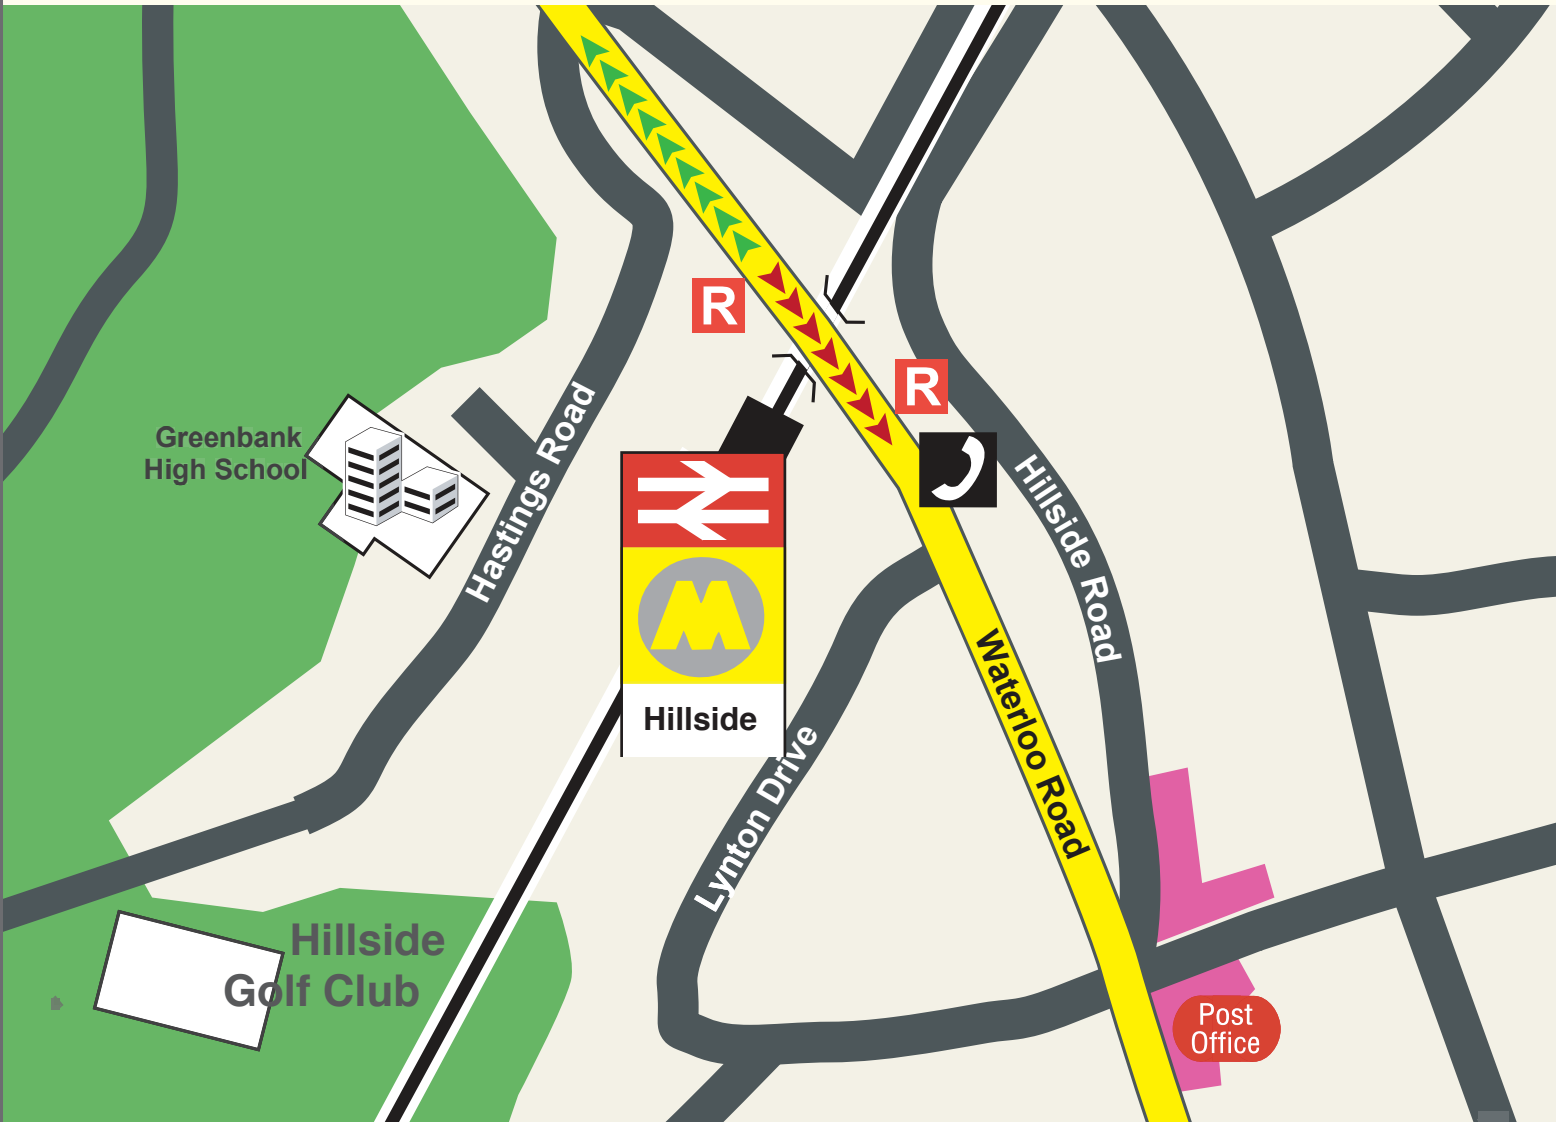 R
R
Greenbank
High School
Hastings Road
Hillside Road
Hillside
Waterloo Road
Lynton Drive
Hillside
Golf Club
Post
Office